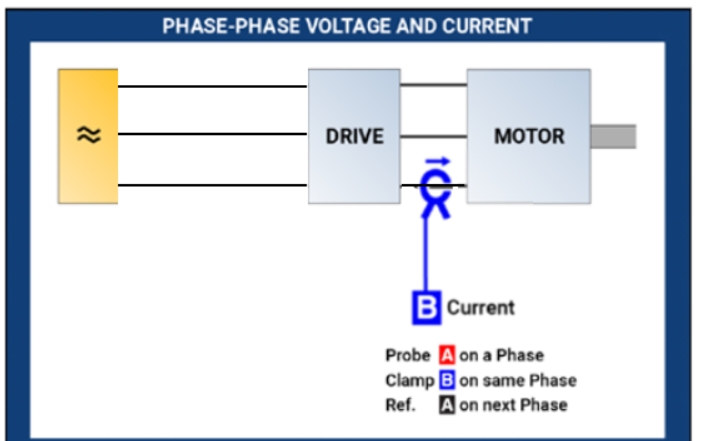 PHASE-PHASE VOLTAGE AND CURRENT
≈
DRIVE
MOTOR
B Current
Probe A on a Phase
Clamp B on same Phase
Ref. A on next Phase